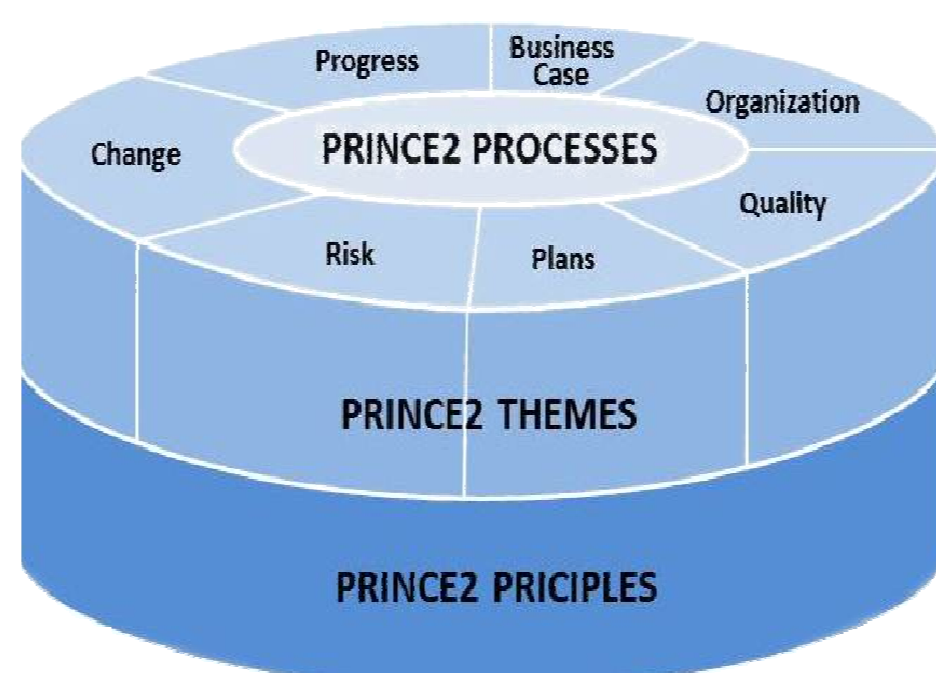 Progress
Business
Case
Organization
Change
PRINCE2 PROCESSES
Quality
Risk
Plans
PRINCE2 THEMES
PRINCE2 PRICIPLES